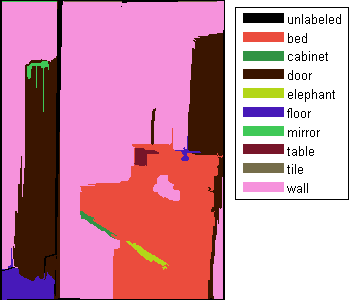 unlabeled
bed
cabinet
door
elephant
floor
mirror
table
tile
wall